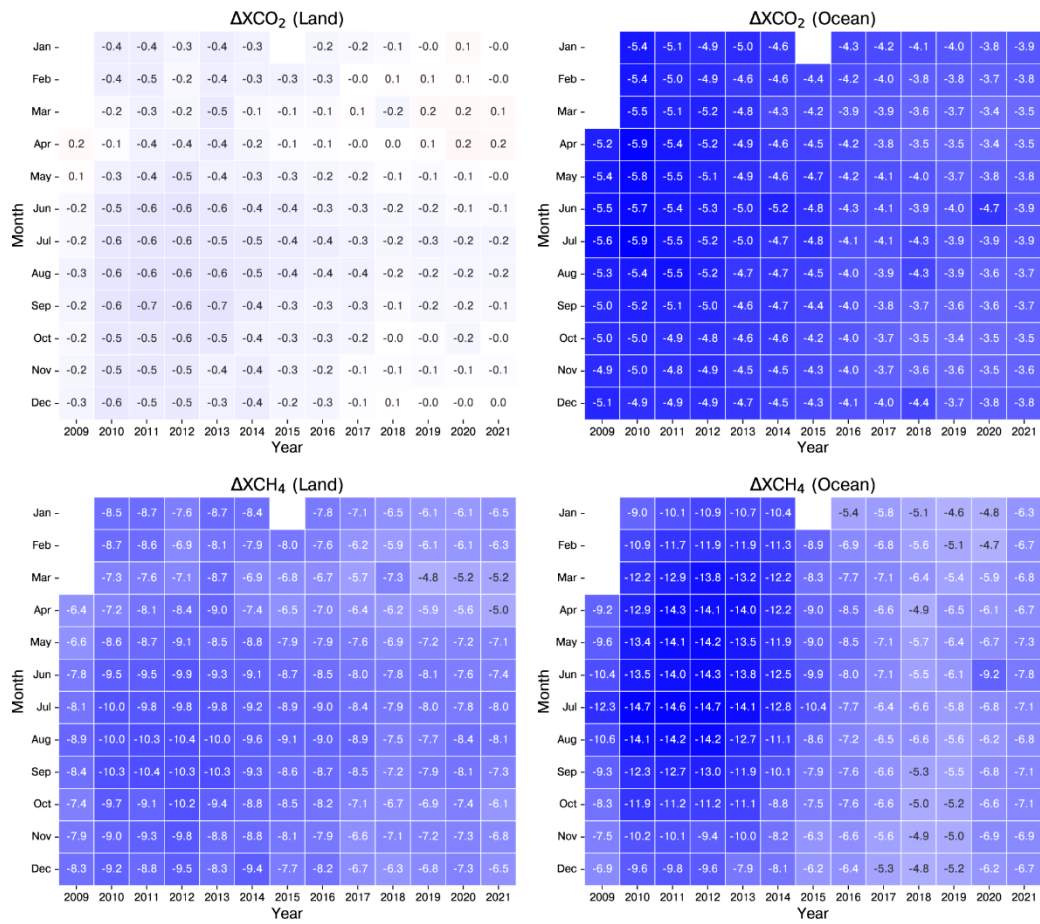 ΔXCO₂ (Land)
Jan -0.4 -0.4 -0.3 -0.4 -0.3 -0.2 -0.2 -0.1 -0.0 0.1 -0.0
Feb -0.4 -0.5 -0.2 -0.4 -0.3 -0.3 -0.3 -0.0 0.1 0.1 0.1 -0.0
Mar -0.2 -0.3 -0.2 -0.5 -0.1 -0.1 -0.1 0.1 -0.2 0.2 0.2 0.1
Apr 0.2 -0.1 -0.4 -0.4 -0.4 -0.2 -0.1 -0.1 -0.0 0.0 0.1 0.2 0.2
May 0.1 -0.3 -0.4 -0.5 -0.4 -0.3 -0.3 -0.2 -0.2 -0.1 -0.1 -0.1 -0.0
Jun -0.2 -0.5 -0.6 -0.6 -0.6 -0.4 -0.4 -0.3 -0.3 -0.2 -0.2 -0.1 -0.1
Jul -0.2 -0.6 -0.6 -0.6 -0.5 -0.5 -0.4 -0.4 -0.3 -0.2 -0.3 -0.2 -0.2
Aug -0.3 -0.6 -0.6 -0.6 -0.6 -0.5 -0.4 -0.4 -0.4 -0.2 -0.2 -0.2 -0.2
Sep -0.2 -0.6 -0.7 -0.6 -0.7 -0.4 -0.3 -0.3 -0.3 -0.1 -0.2 -0.2 -0.1
Oct -0.2 -0.5 -0.5 -0.6 -0.5 -0.4 -0.3 -0.3 -0.2 -0.0 -0.0 -0.2 -0.0
Nov -0.2 -0.5 -0.5 -0.5 -0.4 -0.4 -0.3 -0.2 -0.1 -0.1 -0.1 -0.1 -0.1
Dec -0.3 -0.6 -0.5 -0.5 -0.3 -0.4 -0.2 -0.3 -0.1 0.1 -0.0 -0.0 0.0
2009 2010 2011 2012 2013 2014 2015 2016 2017 2018 2019 2020 2021
Month
Year
ΔXCO₂ (Ocean)
Jan -5.4 -5.1 -4.9 -5.0 -4.6 -4.3 -4.2 -4.1 -4.0 -3.8 -3.9
Feb -5.4 -5.0 -4.9 -4.6 -4.6 -4.4 -4.2 -4.0 -3.8 -3.8 -3.7 -3.8
Mar -5.5 -5.1 -5.2 -4.8 -4.3 -4.2 -3.9 -3.9 -3.6 -3.7 -3.4 -3.5
Apr -5.2 -5.9 -5.4 -5.2 -4.9 -4.6 -4.5 -4.2 -3.8 -3.5 -3.5 -3.4 -3.5
May -5.4 -5.8 -5.5 -5.1 -4.9 -4.9 -4.7 -4.2 -4.1 -4.0 -3.7 -3.8 -3.8
Jun -5.5 -5.7 -5.4 -5.3 -5.0 -5.2 -4.8 -4.3 -4.1 -3.9 -4.0 -4.7 -3.9
Jul -5.6 -5.9 -5.5 -5.2 -5.0 -4.7 -4.8 -4.1 -4.1 -4.3 -3.9 -3.9 -3.9
Aug -5.3 -5.4 -5.5 -5.2 -4.7 -4.7 -4.5 -4.0 -3.9 -4.3 -3.9 -3.6 -3.7
Sep -5.0 -5.2 -5.1 -5.0 -4.6 -4.7 -4.4 -4.0 -3.8 -3.7 -3.6 -3.6 -3.7
Oct -5.0 -5.0 -4.9 -4.8 -4.6 -4.6 -4.2 -4.0 -3.7 -3.5 -3.4 -3.5 -3.5
Nov -4.9 -5.0 -4.8 -4.9 -4.5 -4.5 -4.3 -4.0 -3.7 -3.6 -3.6 -3.5 -3.6
Dec -5.1 -4.9 -4.9 -4.7 -4.7 -4.5 -4.3 -4.1 -4.0 -4.4 -3.9 -3.7 -3.8
2009 2010 2011 2012 2013 2014 2015 2016 2017 2018 2019 2020 2021
Month
Year
ΔXCH₄ (Land)
Jan -8.5 -8.7 -7.6 -8.7 -8.4 -7.8 -7.1 -6.5 -6.1 -6.1 -6.5
Feb -8.7 -8.6 -6.9 -8.1 -7.9 -8.0 -7.6 -6.2 -5.9 -6.1 -6.1 -6.3
Mar -7.3 -7.6 -7.1 -8.7 -6.9 -6.8 -6.7 -5.7 -7.3 -4.8 -5.2 -5.2
Apr -6.4 -7.2 -8.1 -8.4 -9.0 -7.4 -6.5 -7.0 -6.4 -6.2 -5.9 -5.6 -5.0
May -6.6 -8.6 -8.7 -9.1 -8.5 -8.8 -7.9 -7.9 -7.6 -6.9 -7.2 -7.2 -7.1
Jun -7.8 -9.5 -9.5 -9.9 -9.3 -9.1 -8.7 -8.5 -8.0 -7.8 -8.1 -7.6 -7.4
Jul -8.1 -10.0 -9.8 -9.8 -9.2 -8.9 -8.9 -9.0 -8.4 -7.9 -8.0 -7.8 -8.0
Aug -8.9 -10.0 -10.3 -10.4 -10.0 -9.6 -9.1 -9.0 -8.9 -7.5 -7.7 -8.4 -8.1
Sep -8.4 -10.3 -10.4 -10.3 -10.3 -9.3 -8.6 -8.7 -8.5 -7.2 -7.9 -8.1 -7.3
Oct -7.4 -9.7 -9.1 -10.2 -9.4 -8.8 -8.5 -8.2 -7.1 -6.7 -6.9 -7.4 -6.1
Nov -7.9 -9.0 -9.3 -9.8 -8.8 -8.8 -8.1 -7.9 -6.6 -7.1 -7.2 -7.3 -6.8
Dec -8.3 -9.2 -8.8 -9.5 -8.3 -9.4 -7.7 -8.2 -6.7 -6.3 -6.8 -7.3 -6.5
2009 2010 2011 2012 2013 2014 2015 2016 2017 2018 2019 2020 2021
Month
Year
ΔXCH₄ (Ocean)
Jan -9.0 -10.1 -10.9 -10.7 -10.4 -5.4 -5.8 -5.1 -4.6 -4.8 -6.3
Feb -10.9 -11.7 -11.9 -11.9 -11.3 -8.9 -6.9 -6.8 -5.6 -5.1 -4.7 -6.7
Mar -12.2 -12.9 -13.8 -13.2 -12.2 -8.3 -7.7 -7.1 -6.4 -5.4 -5.9 -6.8
Apr -9.2 -12.9 -14.3 -14.1 -14.0 -12.2 -9.0 -8.5 -6.6 -4.9 -6.5 -6.1 -6.7
May -9.6 -13.4 -14.1 -14.2 -13.5 -11.9 -9.0 -8.5 -7.1 -5.7 -6.4 -6.7 -7.3
Jun -10.4 -13.5 -14.0 -14.3 -13.8 -12.5 -9.9 -8.0 -7.1 -5.5 -6.1 -9.2 -7.8
Jul -12.3 -14.7 -14.6 -14.7 -14.1 -12.8 -10.4 -7.7 -6.4 -6.6 -5.8 -6.8 -7.1
Aug -10.6 -14.1 -14.2 -14.2 -12.7 -11.1 -8.6 -7.2 -6.5 -6.6 -5.6 -6.2 -6.8
Sep -9.3 -12.3 -12.7 -13.0 -11.9 -10.1 -7.9 -7.6 -6.6 -5.3 -5.5 -6.8 -7.1
Oct -8.3 -11.9 -11.2 -11.2 -11.1 -8.8 -7.5 -7.6 -6.6 -5.0 -5.2 -6.6 -7.1
Nov -7.5 -10.2 -10.1 -9.4 -10.0 -8.2 -6.3 -6.6 -5.6 -4.9 -5.0 -6.9 -6.9
Dec -6.9 -9.6 -9.8 -9.6 -7.9 -8.1 -6.2 -6.4 -5.3 -4.8 -5.2 -6.2 -6.7
2009 2010 2011 2012 2013 2014 2015 2016 2017 2018 2019 2020 2021
Month
Year